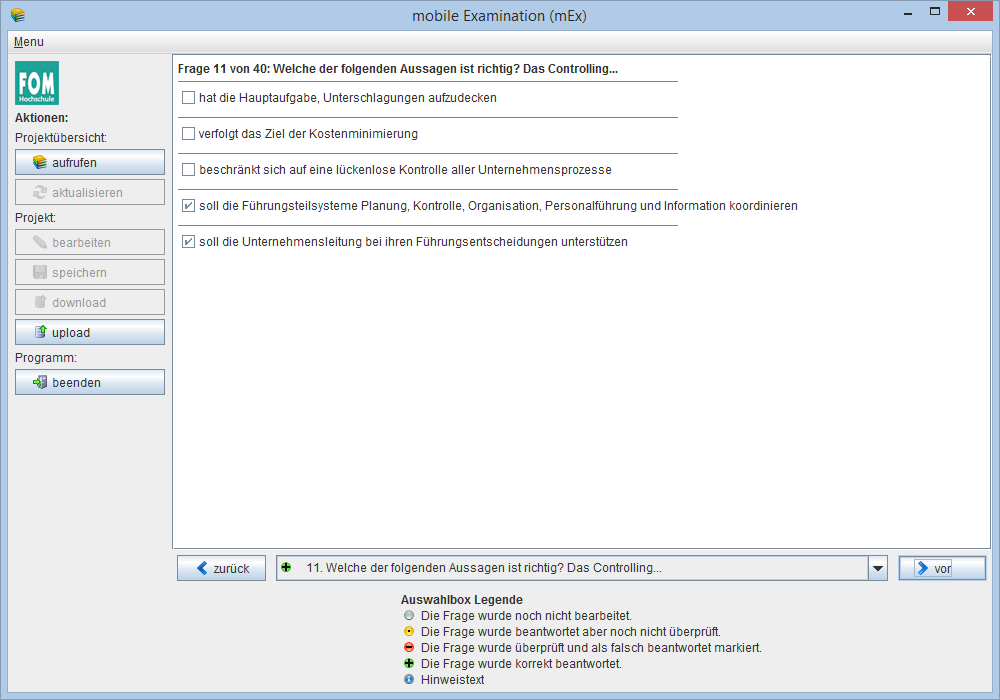 mobile Examination (mEx)
Menu
FOM
Hochschule
Aktionen:
Projektübersicht:
aufrufen
aktualisieren
Projekt:
bearbeiten
speichern
download
upload
Programm:
beenden
Frage 11 von 40: Welche der folgenden Aussagen ist richtig? Das Controlling...
hat die Hauptaufgabe, Unterschlagungen aufzudecken
verfolgt das Ziel der Kostenminimierung
beschränkt sich auf eine lückenlose Kontrolle aller Unternehmensprozesse
soll die Führungsteilsysteme Planung, Kontrolle, Organisation, Personalführung und Information koordinieren
soll die Unternehmensleitung bei ihren Führungsentscheidungen unterstützen
zurück
11. Welche der folgenden Aussagen ist richtig? Das Controlling...
vor
Auswahlbox Legende
Die Frage wurde noch nicht bearbeitet.
Die Frage wurde beantwortet aber noch nicht überprüft.
Die Frage wurde überprüft und als falsch beantwortet markiert.
Die Frage wurde korrekt beantwortet.
Hinweistext